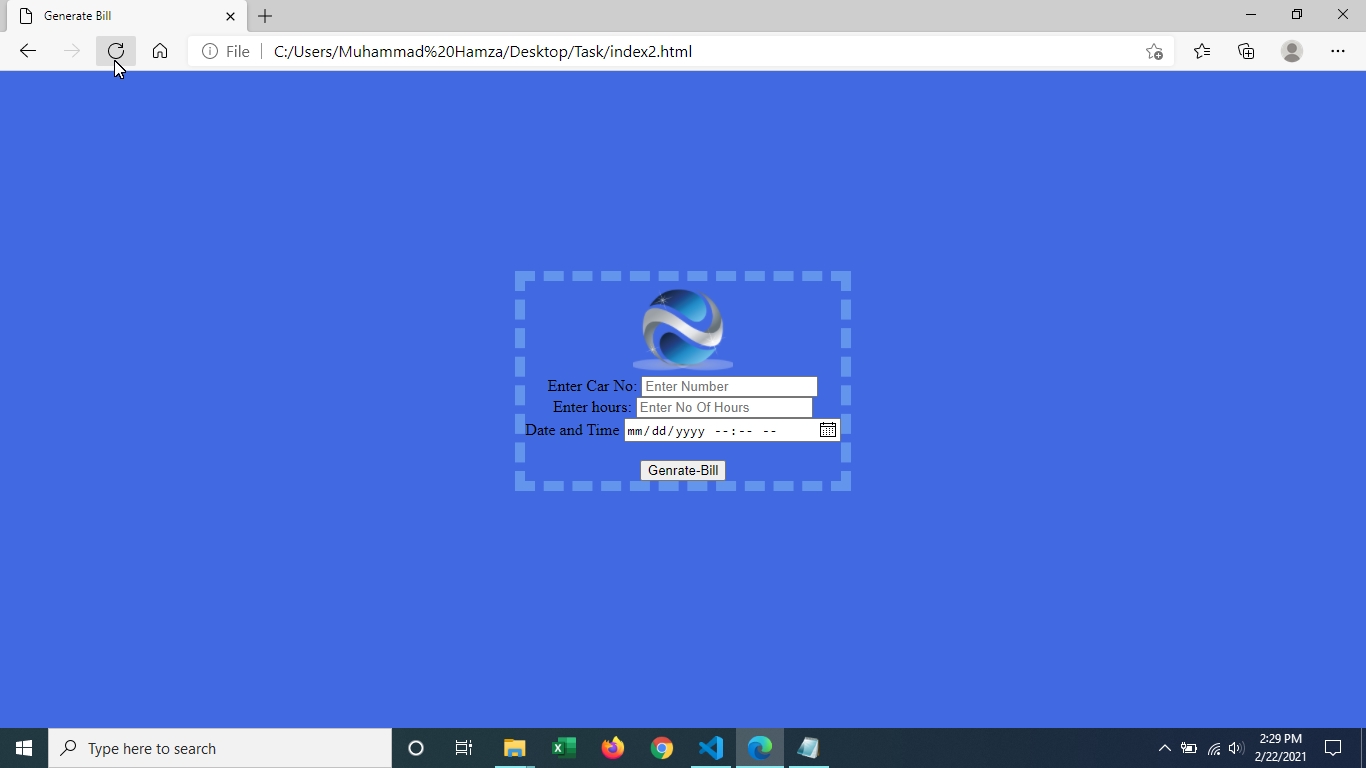 Generate Bill
File
C:/Users/Muhammad%20Hamza/Desktop/Task/index2.html
Enter Car No: Enter Number
Enter hours: Enter No Of Hours
Date and Time mm/dd/yyyy --:-- --
Genrate-Bill
Type here to search
2:29 PM
2/22/2021